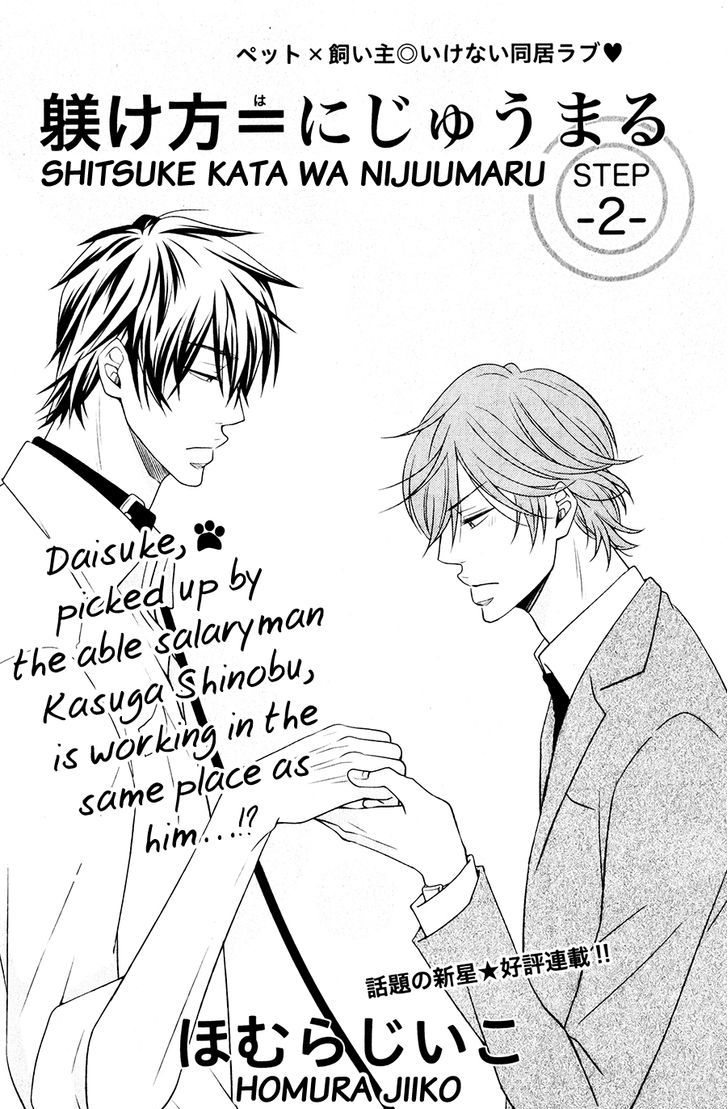 ペット×飼い主◎いけない同居ラブ♥
躾け方＝にじゅうまる
は
SHITSUKE KATA WA NIJUUMARU
STEP
-2-
Daisuke,
picked up by
the able salaryman
Kasuga Shinobu,
is working in the
same place as
him...!?
話題の新星★好評連載!!
ほむらじいこ
HOMURA JIIKO